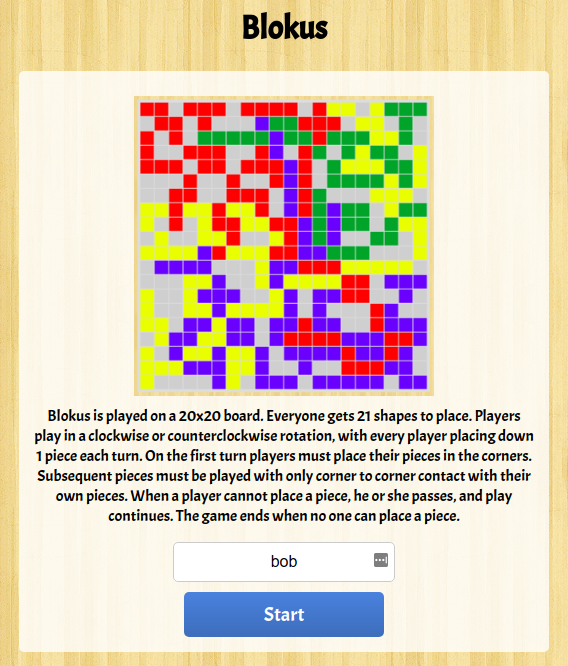 Blokus
Blokus is played on a 20x20 board. Everyone gets 21 shapes to place. Players
play in a clockwise or counterclockwise rotation, with every player placing down
1 piece each turn. On the first turn players must place their pieces in the corners.
Subsequent pieces must be played with only corner to corner contact with their
own pieces. When a player cannot place a piece, he or she passes, and play
continues. The game ends when no one can place a piece.
bob
Start